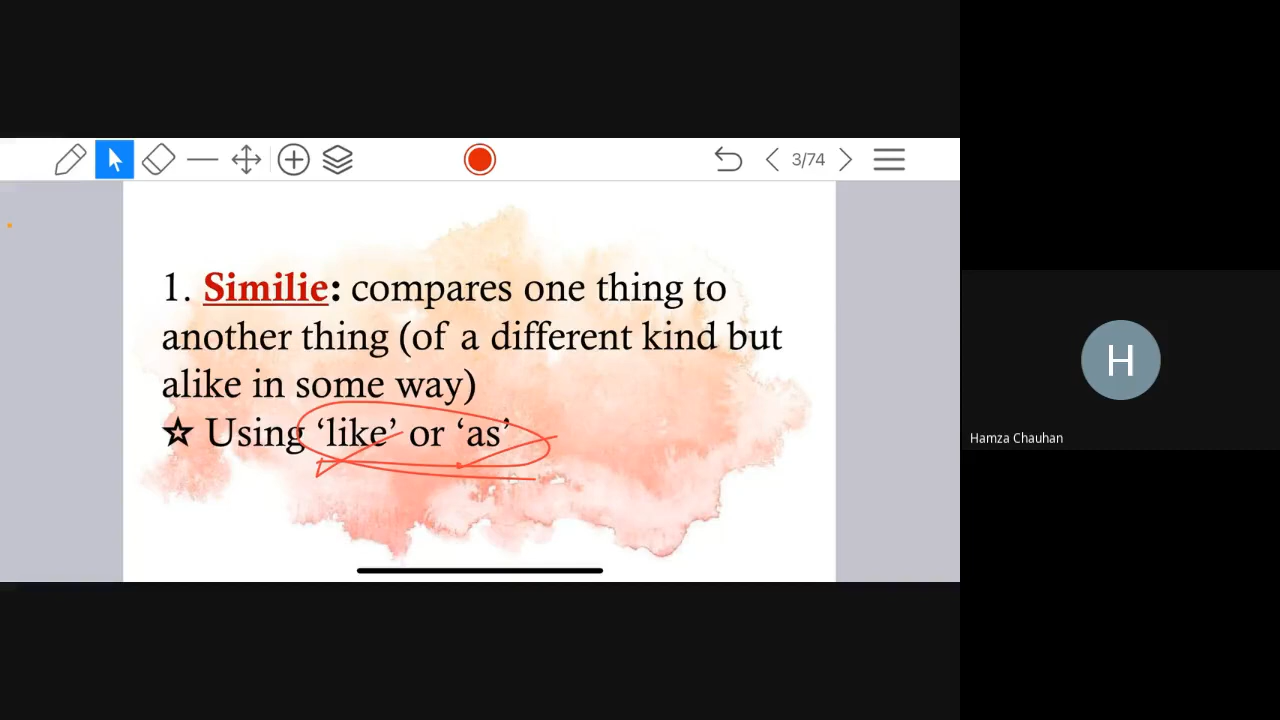 3/74
1. Similie: compares one thing to
another thing (of a different kind but
alike in some way)
☆ Using ‘like’ or ‘as’
H
Hamza Chauhan